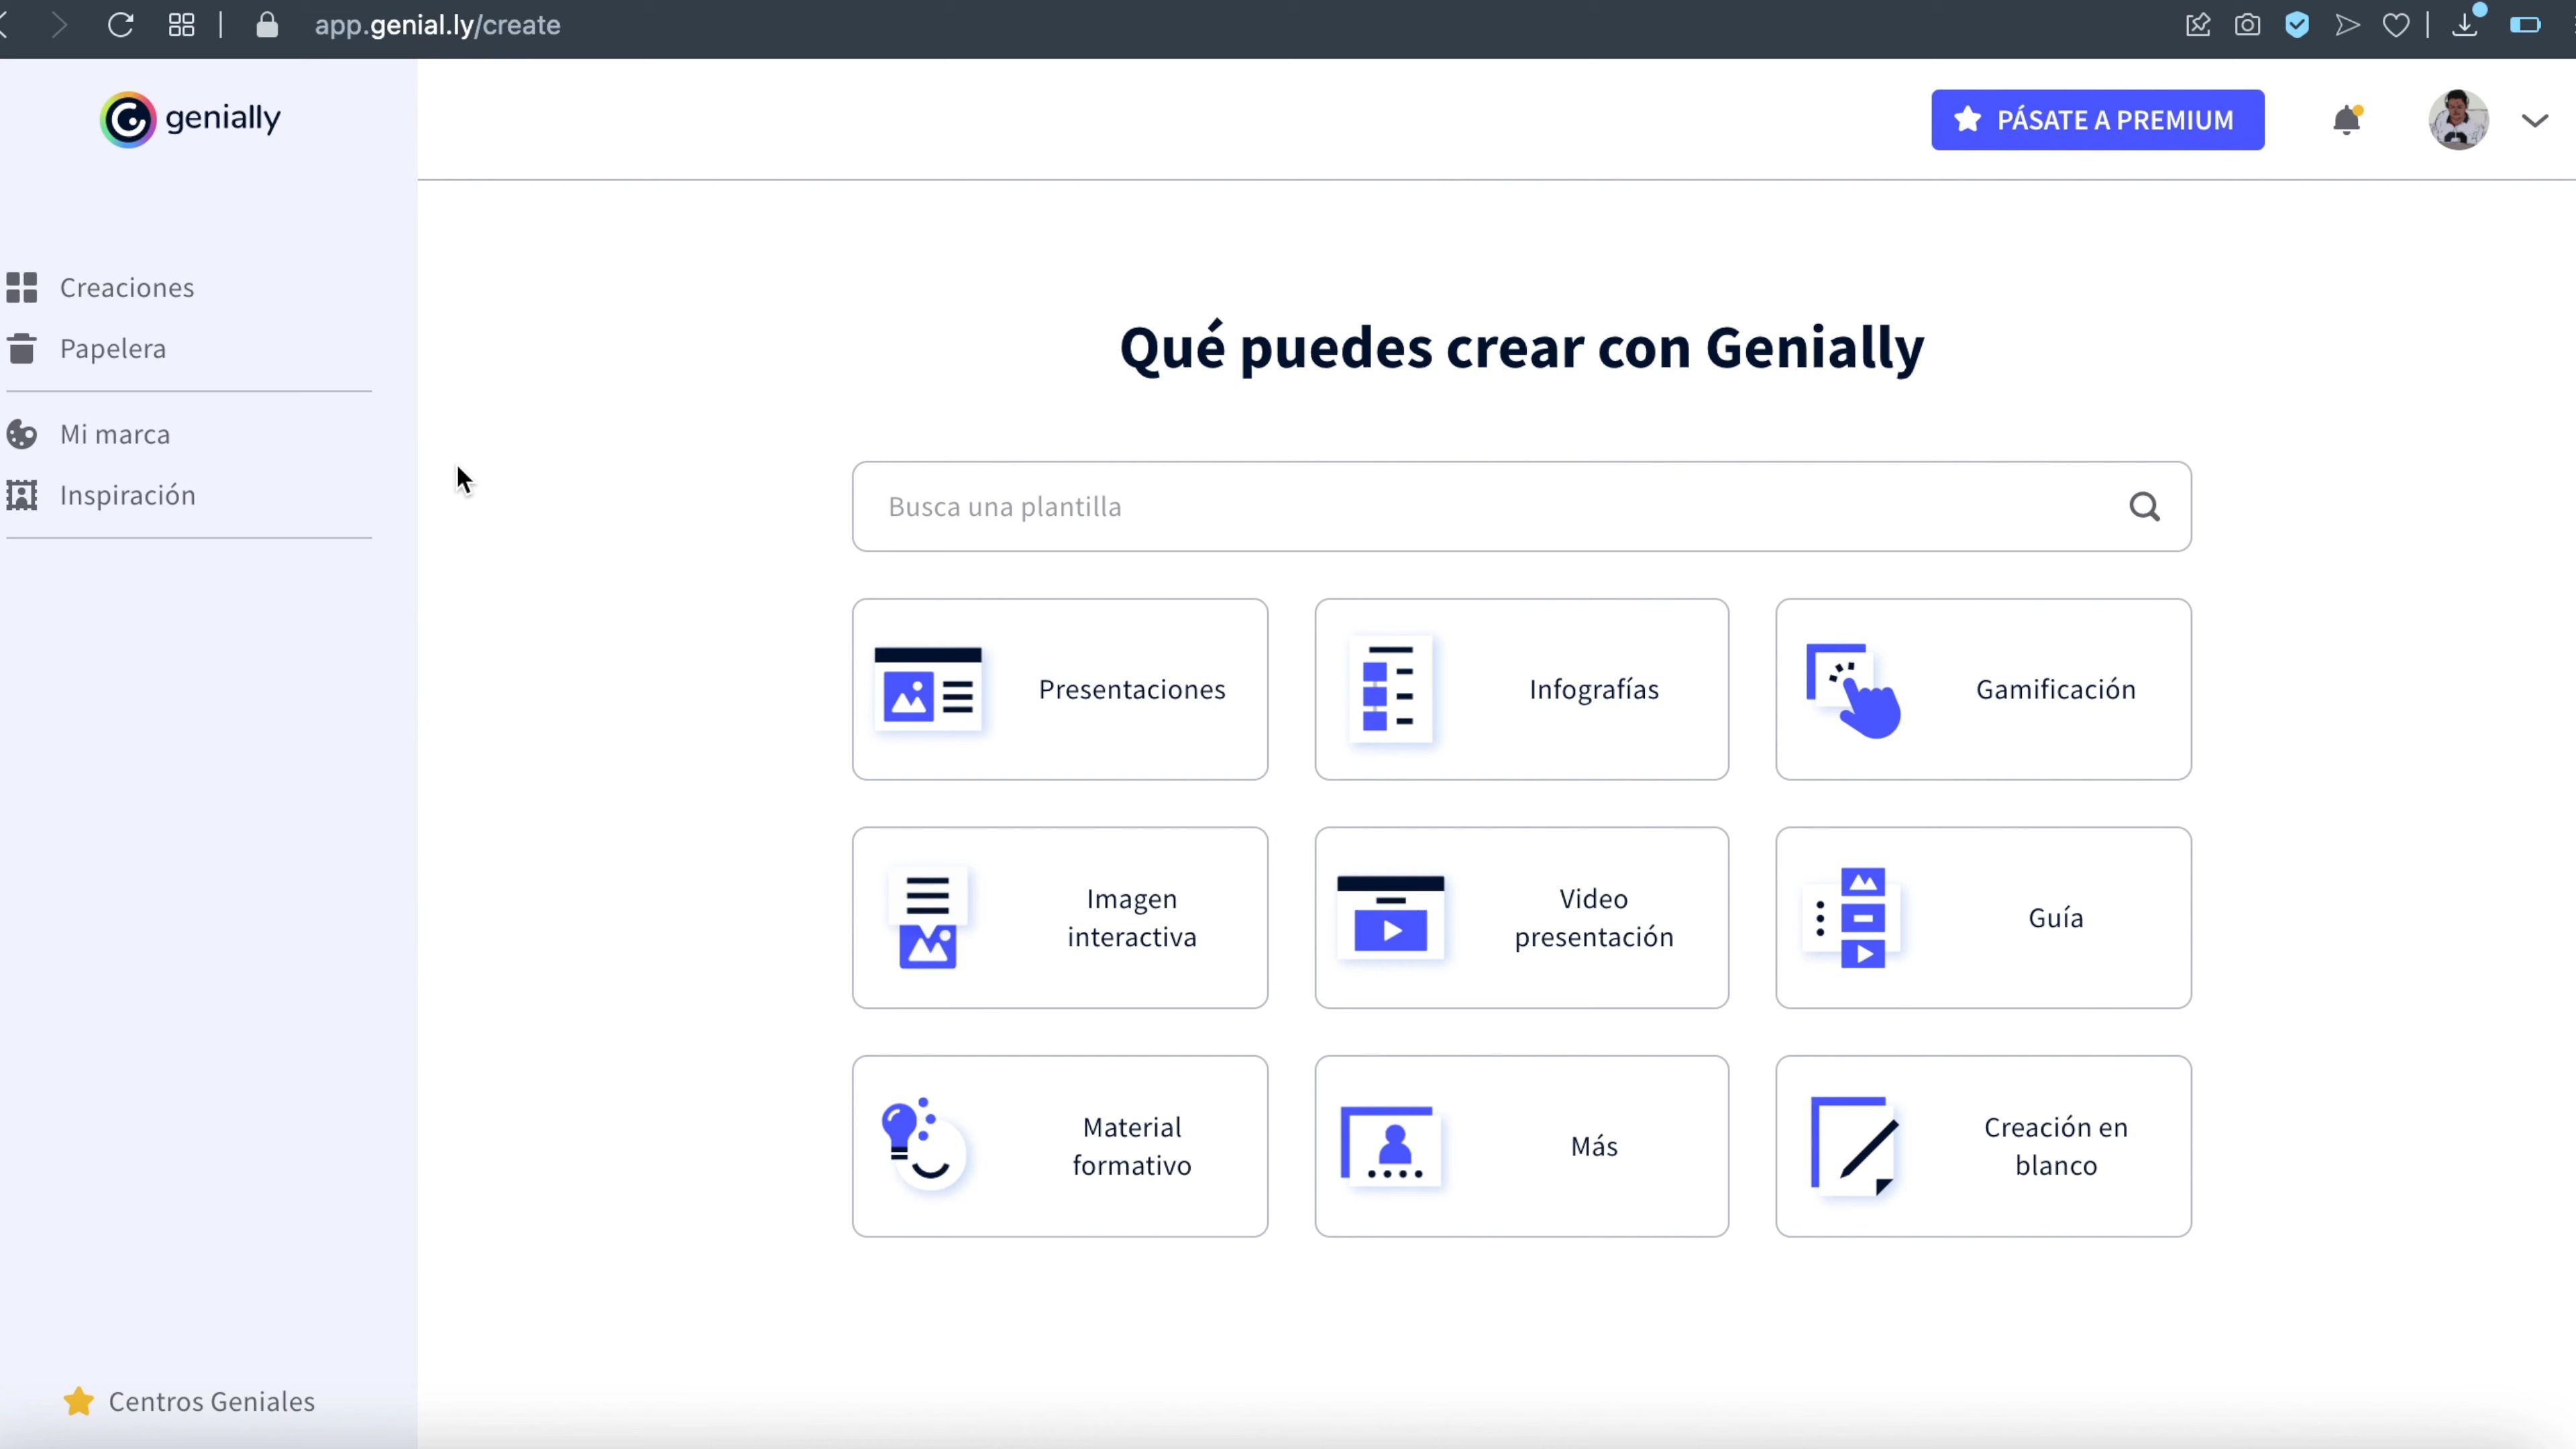 app.genial.ly/create
genially
PÁSATE A PREMIUM
Creaciones
Papelera
Mi marca
Inspiración
Qué puedes crear con Genially
Busca una plantilla
Presentaciones
Infografías
Gamificación
Imagen
interactiva
Video
presentación
Guía
Material
formativo
Más
Creación en
blanco
Centros Geniales